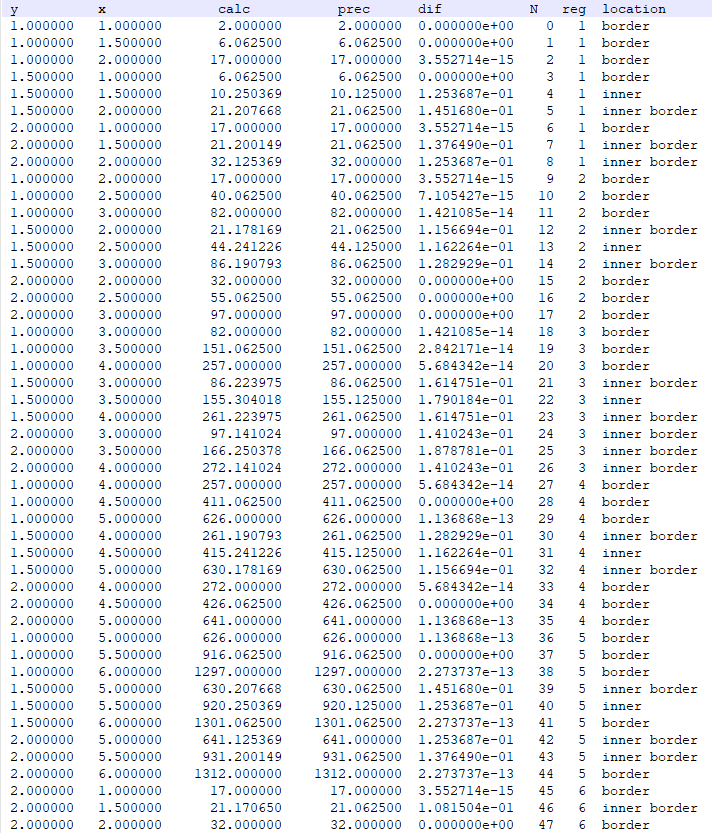 y x calc prec dif N reg location
1.000000 1.000000 2.000000 2.000000 0.000000e+00 0 1 border
1.000000 1.500000 6.062500 6.062500 0.000000e+00 1 1 border
1.000000 2.000000 17.000000 17.000000 3.552714e-15 2 1 border
1.500000 1.000000 6.062500 6.062500 0.000000e+00 3 1 border
1.500000 1.500000 10.250369 10.125000 1.253687e-01 4 1 inner
1.500000 2.000000 21.207668 21.062500 1.451680e-01 5 1 inner border
2.000000 1.000000 17.000000 17.000000 3.552714e-15 6 1 border
2.000000 1.500000 21.200149 21.062500 1.376490e-01 7 1 inner border
2.000000 2.000000 32.125369 32.000000 1.253687e-01 8 1 inner border
1.000000 2.000000 17.000000 17.000000 3.552714e-15 9 2 border
1.000000 2.500000 40.062500 40.062500 7.105427e-15 10 2 border
1.000000 3.000000 82.000000 82.000000 1.421085e-14 11 2 border
1.500000 2.000000 21.178169 21.062500 1.156694e-01 12 2 inner border
1.500000 2.500000 44.241226 44.125000 1.162264e-01 13 2 inner
1.500000 3.000000 86.190793 86.062500 1.282929e-01 14 2 inner border
2.000000 2.000000 32.000000 32.000000 0.000000e+00 15 2 border
2.000000 2.500000 55.062500 55.062500 0.000000e+00 16 2 border
2.000000 3.000000 97.000000 97.000000 0.000000e+00 17 2 border
1.000000 3.000000 82.000000 82.000000 1.421085e-14 18 3 border
1.000000 3.500000 151.062500 151.062500 2.842171e-14 19 3 border
1.000000 4.000000 257.000000 257.000000 5.684342e-14 20 3 border
1.500000 3.000000 86.223975 86.062500 1.614751e-01 21 3 inner border
1.500000 3.500000 155.304018 155.125000 1.790184e-01 22 3 inner
1.500000 4.000000 261.223975 261.062500 1.614751e-01 23 3 inner border
2.000000 3.000000 97.141024 97.000000 1.410243e-01 24 3 inner border
2.000000 3.500000 166.250378 166.062500 1.878781e-01 25 3 inner border
2.000000 4.000000 272.141024 272.000000 1.410243e-01 26 3 inner border
1.000000 4.000000 257.000000 257.000000 5.684342e-14 27 4 border
1.000000 4.500000 411.062500 411.062500 0.000000e+00 28 4 border
1.000000 5.000000 626.000000 626.000000 1.136868e-13 29 4 border
1.500000 4.000000 261.190793 261.062500 1.282929e-01 30 4 inner border
1.500000 4.500000 415.241226 415.125000 1.162264e-01 31 4 inner
1.500000 5.000000 630.178169 630.062500 1.156694e-01 32 4 inner border
2.000000 4.000000 272.000000 272.000000 5.684342e-14 33 4 border
2.000000 4.500000 426.062500 426.062500 0.000000e+00 34 4 border
2.000000 5.000000 641.000000 641.000000 1.136868e-13 35 4 border
1.000000 5.000000 626.000000 626.000000 1.136868e-13 36 5 border
1.000000 5.500000 916.062500 916.062500 0.000000e+00 37 5 border
1.000000 6.000000 1297.000000 1297.000000 2.273737e-13 38 5 border
1.500000 5.000000 630.207668 630.062500 1.451680e-01 39 5 inner border
1.500000 5.500000 920.250369 920.125000 1.253687e-01 40 5 inner
1.500000 6.000000 1301.062500 1301.062500 2.273737e-13 41 5 border
2.000000 5.000000 641.125369 641.000000 1.253687e-01 42 5 inner border
2.000000 5.500000 931.200149 931.062500 1.376490e-01 43 5 inner border
2.000000 6.000000 1312.000000 1312.000000 2.273737e-13 44 5 border
2.000000 1.000000 17.000000 17.000000 3.552714e-15 45 6 border
2.000000 1.500000 21.170650 21.062500 1.081504e-01 46 6 inner border
2.000000 2.000000 32.000000 32.000000 0.000000e+00 47 6 border